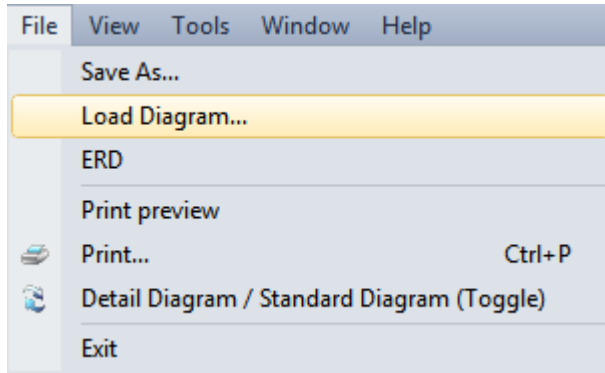 File View Tools Window Help
Save As...
Load Diagram...
ERD
Print preview
Print... Ctrl+P
Detail Diagram / Standard Diagram (Toggle)
Exit